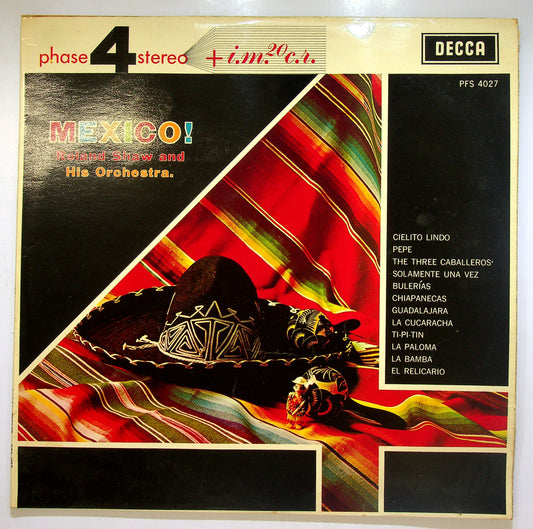 phase 4 stereo + i.m.20 c.r.
DECCA
PFS 4027
MEXICO!
Roland Shaw and
His Orchestra.
CIELITO LINDO
PEPE
THE THREE CABALLEROS
SOLAMENTE UNA VEZ
BULERÍAS
CHIAPANECAS
GUADALAJARA
LA CUCARACHA
TI-PI-TIN
LA PALOMA
LA BAMBA
EL RELICARIO